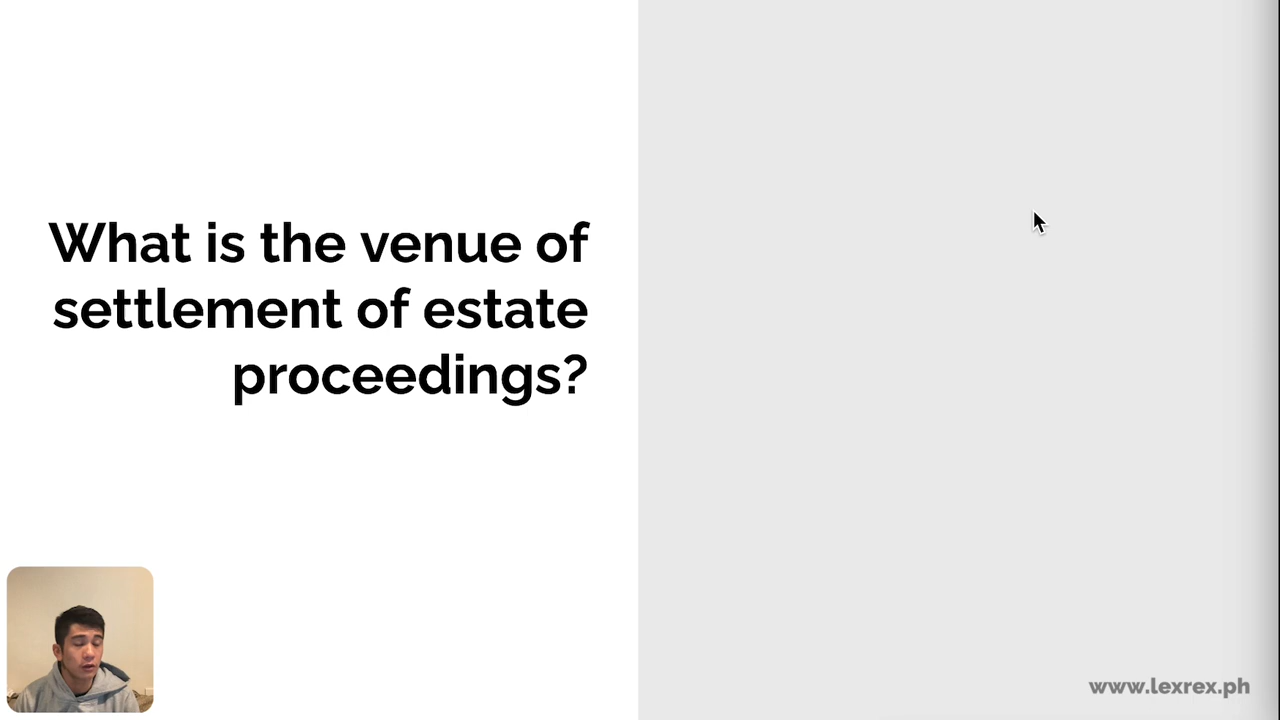 What is the venue of
settlement of estate
proceedings?
www.lexrex.ph